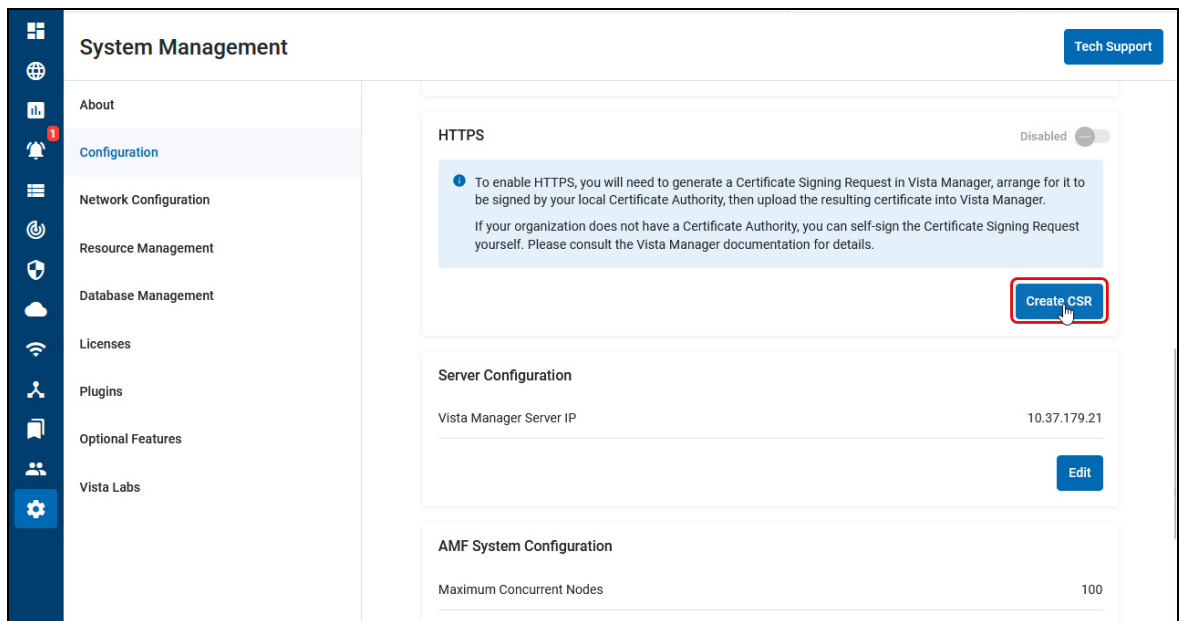 System Management
Tech Support
1
About
Configuration
Network Configuration
Resource Management
Database Management
Licenses
Plugins
Optional Features
Vista Labs
HTTPS
Disabled
To enable HTTPS, you will need to generate a Certificate Signing Request in Vista Manager, arrange for it to
be signed by your local Certificate Authority, then upload the resulting certificate into Vista Manager.
If your organization does not have a Certificate Authority, you can self-sign the Certificate Signing Request
yourself. Please consult the Vista Manager documentation for details.
Create CSR
Server Configuration
Vista Manager Server IP 10.37.179.21
Edit
AMF System Configuration
Maximum Concurrent Nodes 100